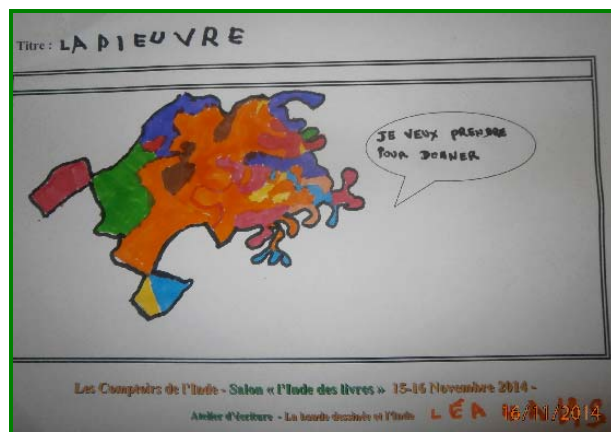 Titre : LA PIEUVRE
JE VEUX PRENDRE
POUR DONNER
Les Comptoirs de l'Inde - Salon « l'Inde des livres » 15-16 Novembre 2014 -
Atelier d'écriture - La bande dessinée et l'Inde LÉA
16/11/2014